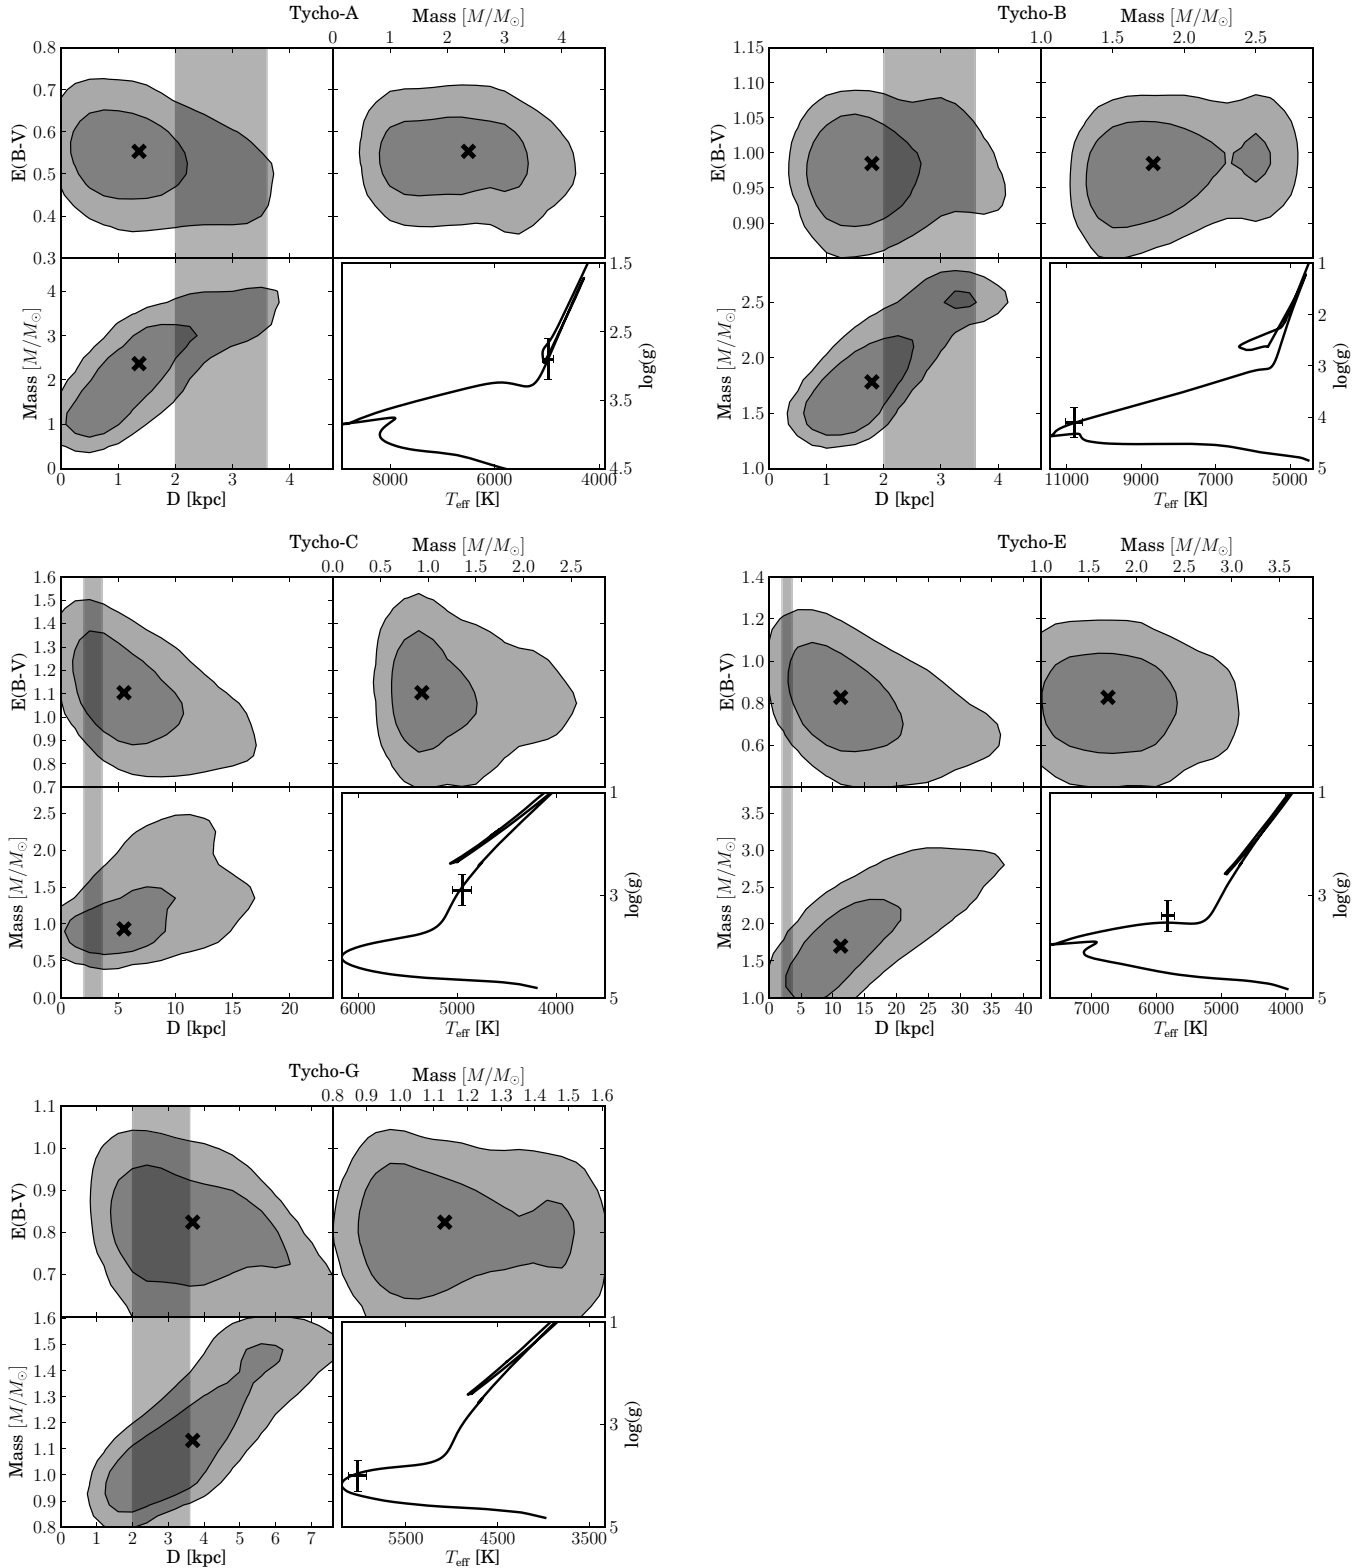 Tycho-A Mass [M/M⊙]
0 1 2 3 4
0.8
0.7
0.6
0.5
0.4
0.3
E(B-V)
4
3
2
1
0
Mass [M/M⊙]
1.5
2.5
3.5
4.5
log(g)
0 1 2 3 4
D [kpc]
8000 6000 4000
Teff [K]
Tycho-B Mass [M/M⊙]
1.0 1.5 2.0 2.5
1.15
1.10
1.05
1.00
0.95
0.90
E(B-V)
2.5
2.0
1.5
1.0
Mass [M/M⊙]
1
2
3
4
5
log(g)
0 1 2 3 4
D [kpc]
11000 9000 7000 5000
Teff [K]
Tycho-C Mass [M/M⊙]
0.0 0.5 1.0 1.5 2.0 2.5
1.6
1.5
1.4
1.3
1.2
1.1
1.0
0.9
0.8
0.7
E(B-V)
2.5
2.0
1.5
1.0
0.5
0.0
Mass [M/M⊙]
1
3
5
log(g)
0 5 10 15 20
D [kpc]
6000 5000 4000
Teff [K]
Tycho-E Mass [M/M⊙]
1.0 1.5 2.0 2.5 3.0 3.5
1.4
1.2
1.0
0.8
0.6
E(B-V)
3.5
3.0
2.5
2.0
1.5
1.0
Mass [M/M⊙]
1
3
5
log(g)
0 5 10 15 20 25 30 35 40
D [kpc]
7000 6000 5000 4000
Teff [K]
Tycho-G Mass [M/M⊙]
0.8 0.9 1.0 1.1 1.2 1.3 1.4 1.5 1.6
1.1
1.0
0.9
0.8
0.7
E(B-V)
1.6
1.5
1.4
1.3
1.2
1.1
1.0
0.9
0.8
Mass [M/M⊙]
1
3
5
log(g)
0 1 2 3 4 5 6 7
D [kpc]
5500 4500 3500
Teff [K]